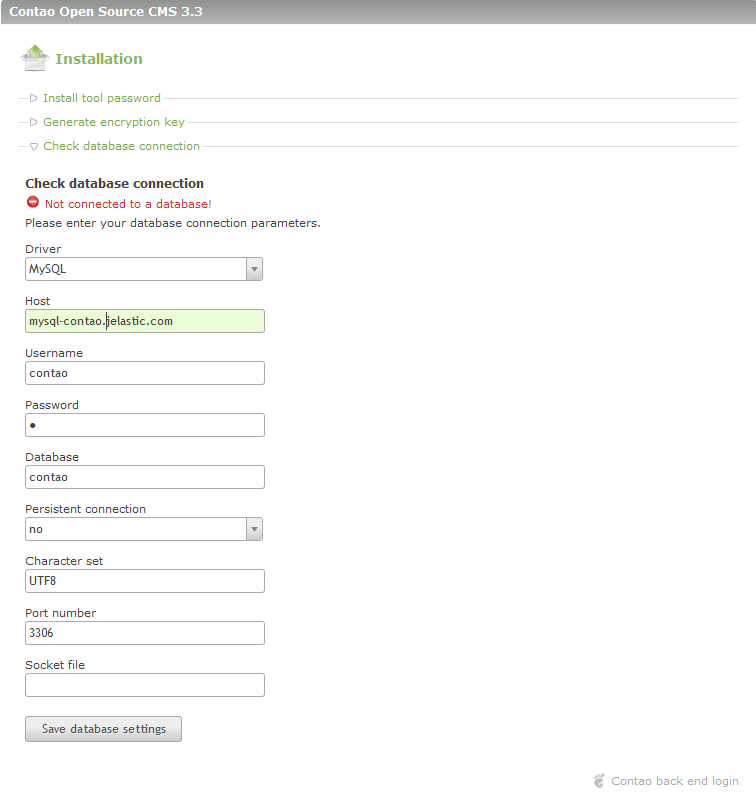 Contao Open Source CMS 3.3
Installation
Install tool password
Generate encryption key
Check database connection
Check database connection
Not connected to a database!
Please enter your database connection parameters.
Driver
MySQL
Host
mysql-contao.jelastic.com
Username
contao
Password
●
Database
contao
Persistent connection
no
Character set
UTF8
Port number
3306
Socket file
Save database settings
Contao back end login